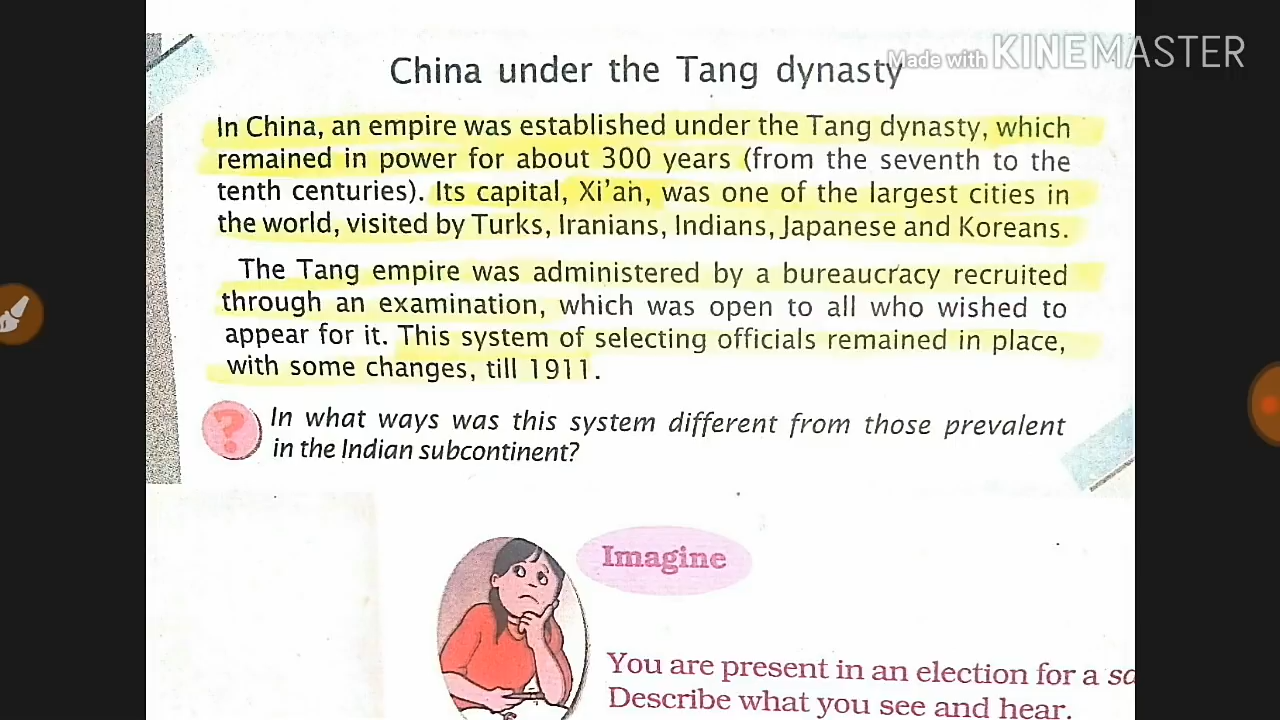 Made with KINEMASTER
China under the Tang dynasty
In China, an empire was established under the Tang dynasty, which
remained in power for about 300 years (from the seventh to the
tenth centuries). Its capital, Xi'an, was one of the largest cities in
the world, visited by Turks, Iranians, Indians, Japanese and Koreans.
The Tang empire was administered by a bureaucracy recruited
through an examination, which was open to all who wished to
appear for it. This system of selecting officials remained in place,
with some changes, till 1911.
?
In what ways was this system different from those prevalent
in the Indian subcontinent?
Imagine
You are present in an election for a
Describe what you see and hear.